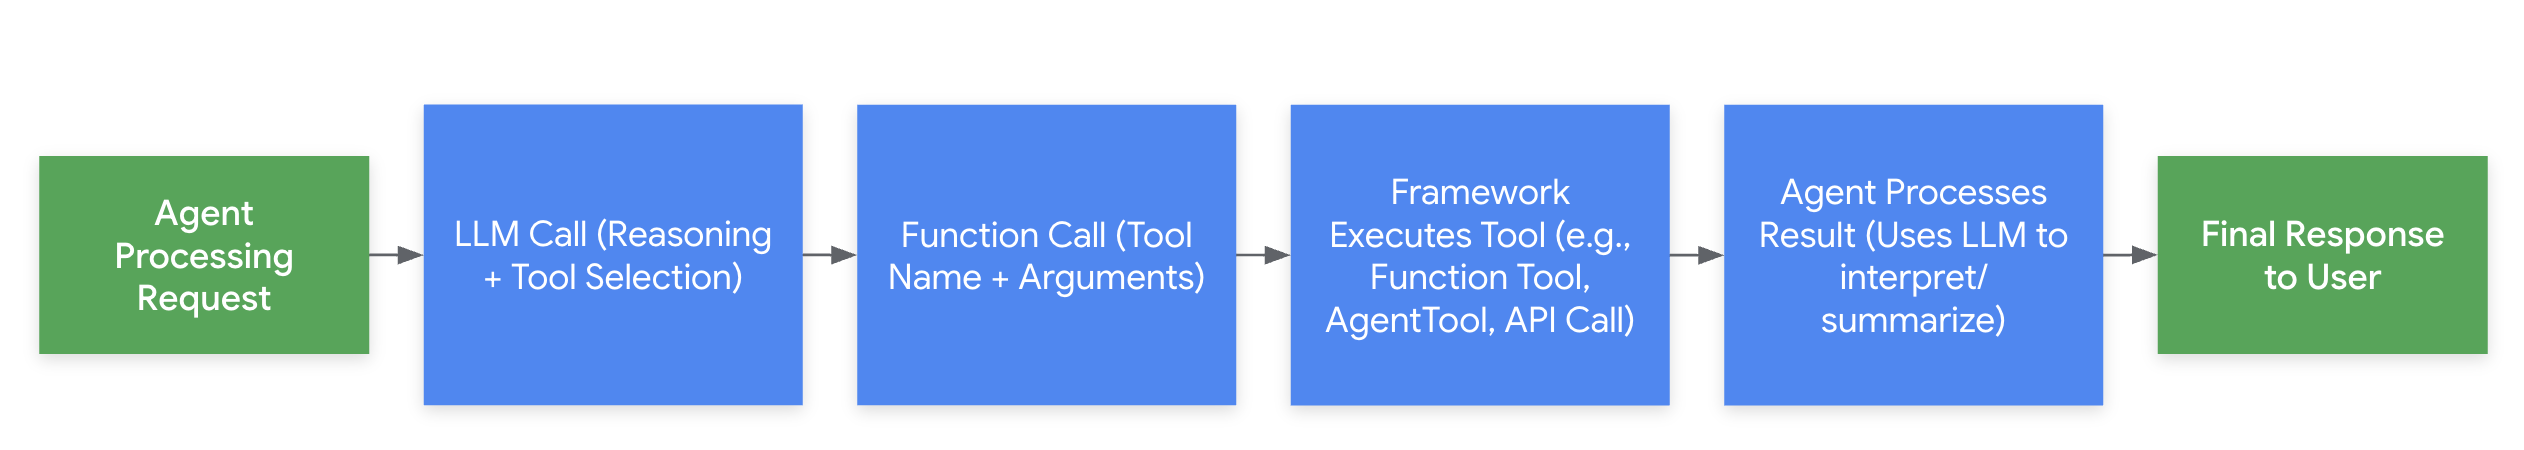 Agent
Processing
Request
LLM Call (Reasoning
+ Tool Selection)
Function Call (Tool
Name + Arguments)
Framework
Executes Tool (e.g.,
Function Tool,
AgentTool, API Call)
Agent Processes
Result (Uses LLM to
interpret/
summarize)
Final Response
to User